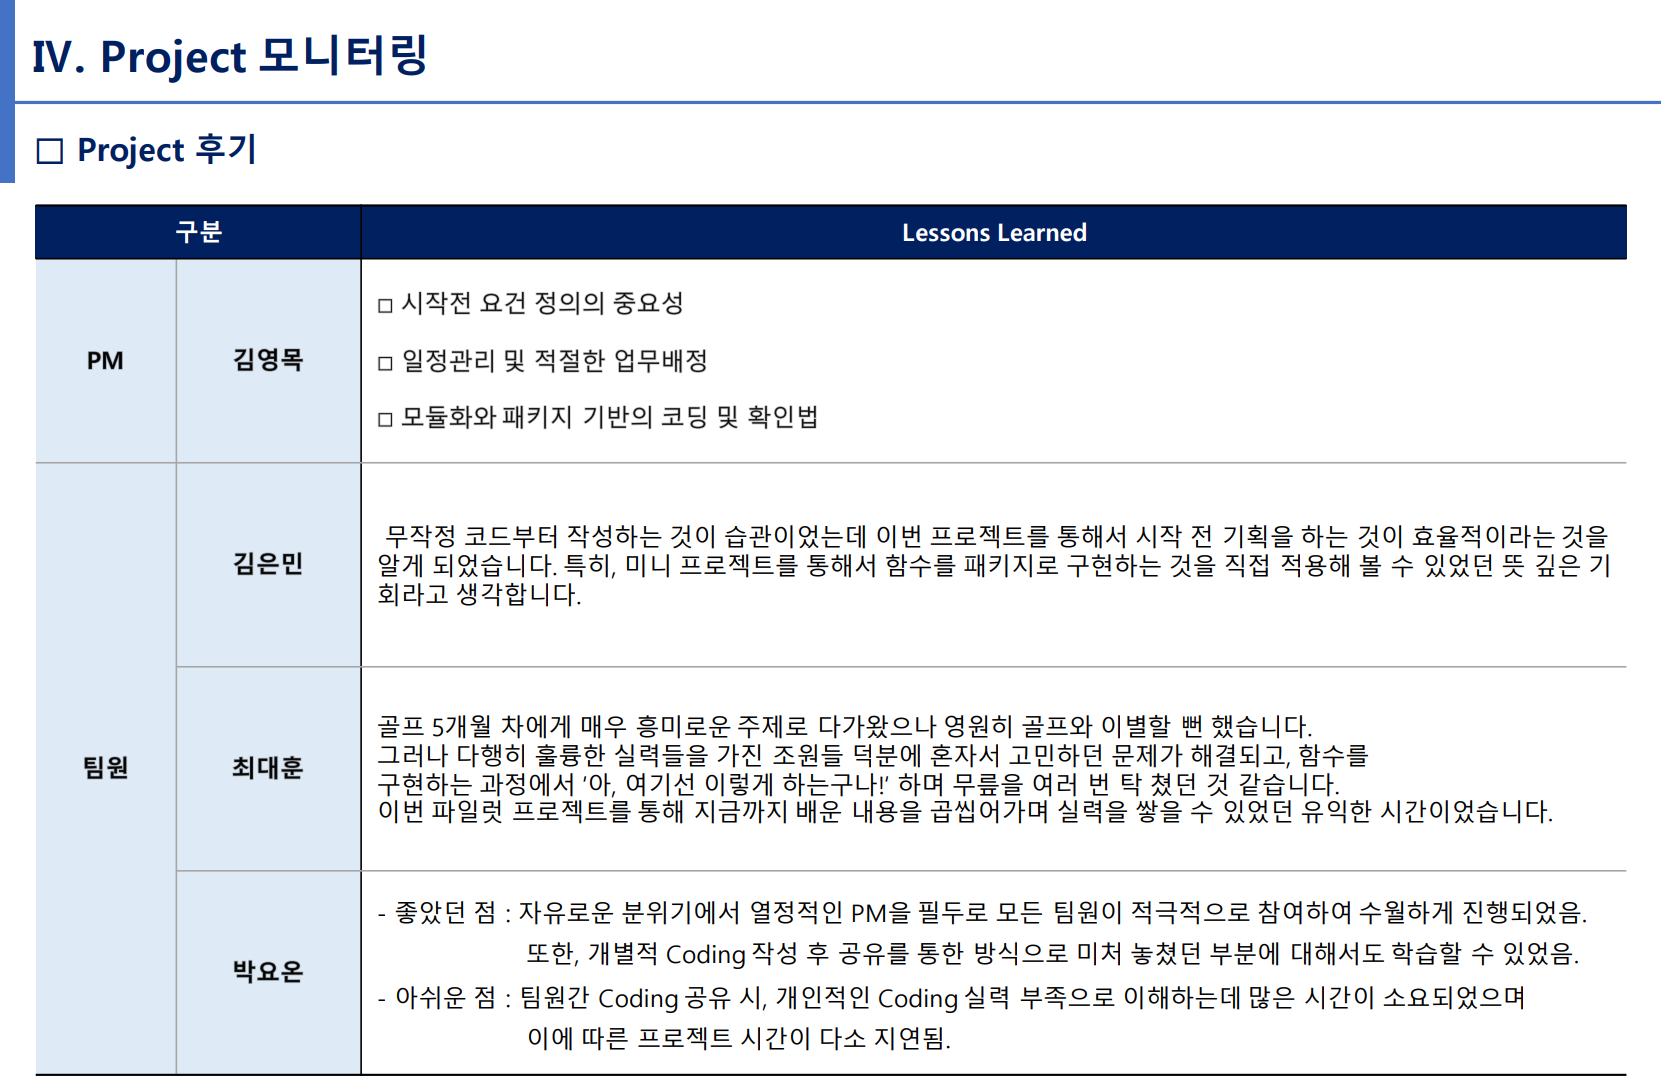 Ⅳ. Project 모니터링
□ Project 후기
구분 Lessons Learned
PM 김영목
□ 시작전 요건 정의의 중요성
□ 일정관리 및 적절한 업무배정
□ 모듈화와 패키지 기반의 코딩 및 확인법
팀원
김은민
무작정 코드부터 작성하는 것이 습관이었는데 이번 프로젝트를 통해서 시작 전 기획을 하는 것이 효율적이라는 것을
알게 되었습니다. 특히, 미니 프로젝트를 통해서 함수를 패키지로 구현하는 것을 직접 적용해 볼 수 있었던 뜻 깊은 기
회라고 생각합니다.
최대훈
골프 5개월 차에게 매우 흥미로운 주제로 다가왔으나 영원히 골프와 이별할 뻔 했습니다.
그러나 다행히 훌륭한 실력들을 가진 조원들 덕분에 혼자서 고민하던 문제가 해결되고, 함수를
구현하는 과정에서 ‘아, 여기선 이렇게 하는구나!’ 하며 무릎을 여러 번 탁 쳤던 것 같습니다.
이번 파일럿 프로젝트를 통해 지금까지 배운 내용을 곱씹어가며 실력을 쌓을 수 있었던 유익한 시간이었습니다.
박요온
- 좋았던 점 : 자유로운 분위기에서 열정적인 PM을 필두로 모든 팀원이 적극적으로 참여하여 수월하게 진행되었음.
또한, 개별적 Coding 작성 후 공유를 통한 방식으로 미처 놓쳤던 부분에 대해서도 학습할 수 있었음.
- 아쉬운 점 : 팀원간 Coding 공유 시, 개인적인 Coding 실력 부족으로 이해하는데 많은 시간이 소요되었으며
이에 따른 프로젝트 시간이 다소 지연됨.